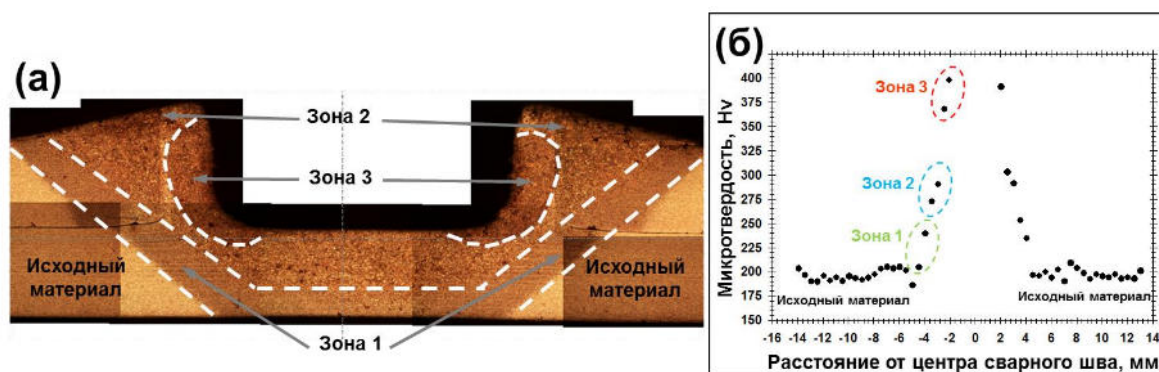 (а)
Зона 2
Зона 3
Исходный
материал
Исходный
материал
Зона 1
(б)
Микротвердость, Hv
400
375
350
325
300
275
250
225
200
175
150
Зона 3
Зона 2
Зона 1
Исходный материал
Исходный материал
-16 -14 -12 -10 -8 -6 -4 -2 0 2 4 6 8 10 12 14
Расстояние от центра сварного шва, мм